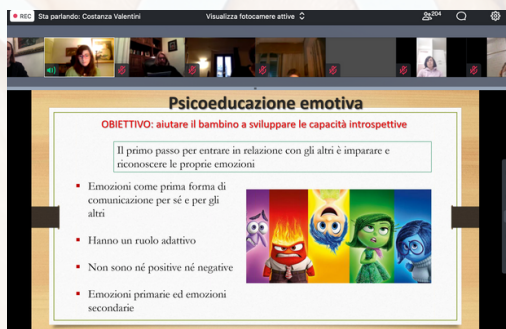 REC
Sta parlando: Costanza Valentini
Visualizza fotocamere attive
204
Psicoeducazione emotiva
OBIETTIVO: aiutare il bambino a sviluppare le capacità introspettive
Il primo passo per entrare in relazione con gli altri è imparare e
riconoscere le proprie emozioni
Emozioni come prima forma di
comunicazione per sé e per gli
altri
Hanno un ruolo adattivo
Non sono né positive né negative
Emozioni primarie ed emozioni
secondarie